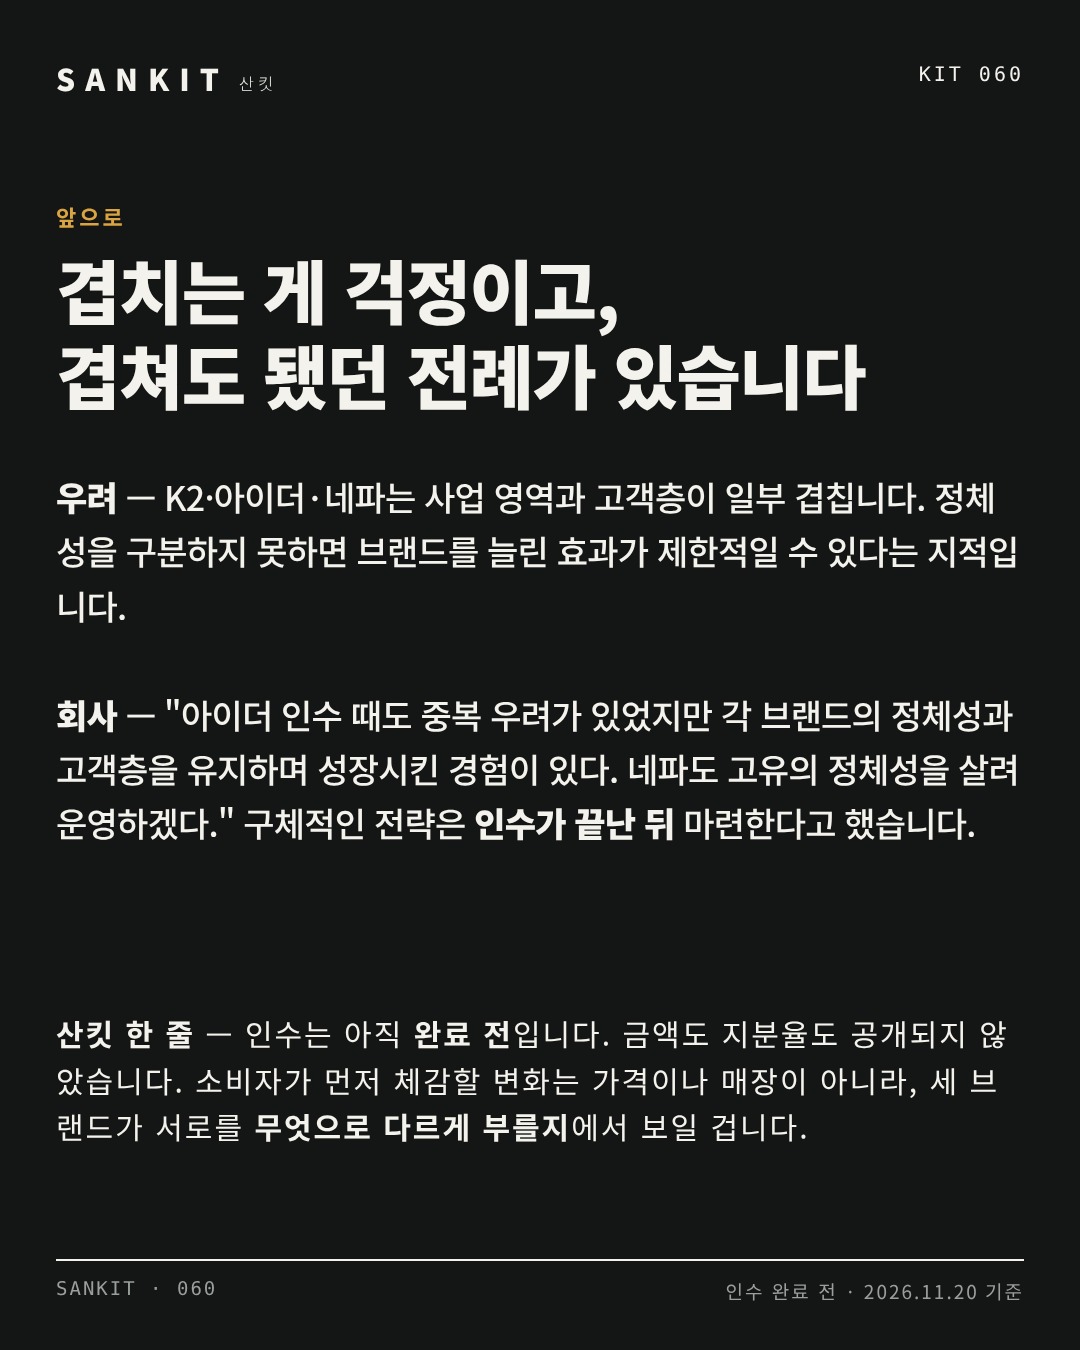 SANKIT 산킷
KIT 060
앞으로
겹치는 게 걱정이고,
겹쳐도 됐던 전례가 있습니다
우려 — K2·아이더·네파는 사업 영역과 고객층이 일부 겹칩니다. 정체
성을 구분하지 못하면 브랜드를 늘린 효과가 제한적일 수 있다는 지적입
니다.
회사 — "아이더 인수 때도 중복 우려가 있었지만 각 브랜드의 정체성과
고객층을 유지하며 성장시킨 경험이 있다. 네파도 고유의 정체성을 살려
운영하겠다." 구체적인 전략은 인수가 끝난 뒤 마련한다고 했습니다.
산킷 한 줄 — 인수는 아직 완료 전입니다. 금액도 지분율도 공개되지 않
았습니다. 소비자가 먼저 체감할 변화는 가격이나 매장이 아니라, 세 브
랜드가 서로를 무엇으로 다르게 부를지에서 보일 겁니다.
SANKIT · 060
인수 완료 전 · 2026.11.20 기준